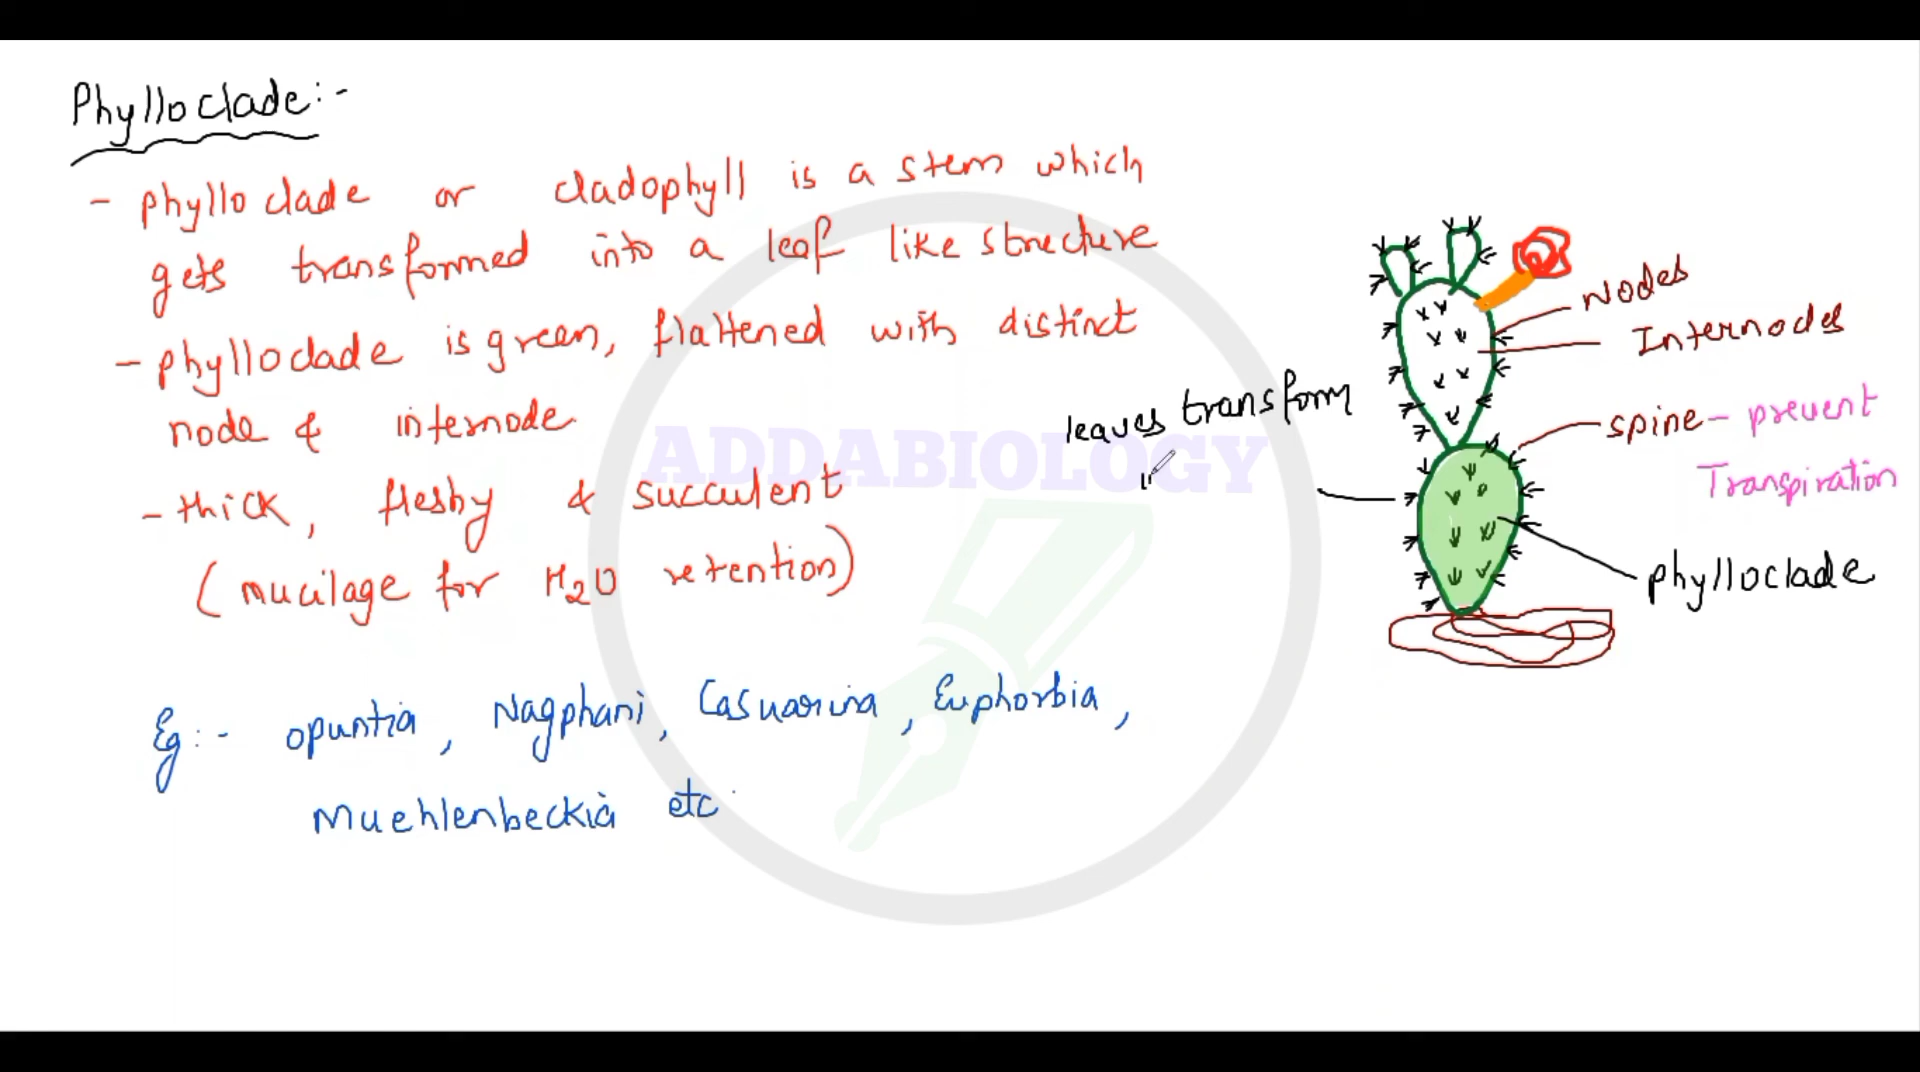 Phylloclade:-
- phylloclade or cladophyll is a stem which
gets transformed into a leaf like structure
- phylloclade is green, flattened with distinct
node & internode
- thick, fleshy & succulent
(mucilage for H2O retention)
Eg:- opuntia, Nagphani, Casuarina, Euphorbia,
Muehlenbeckia etc
Nodes
Internodes
leaves transform
spine - prevent
Transpiration
phylloclade
ADDABIOLOGY